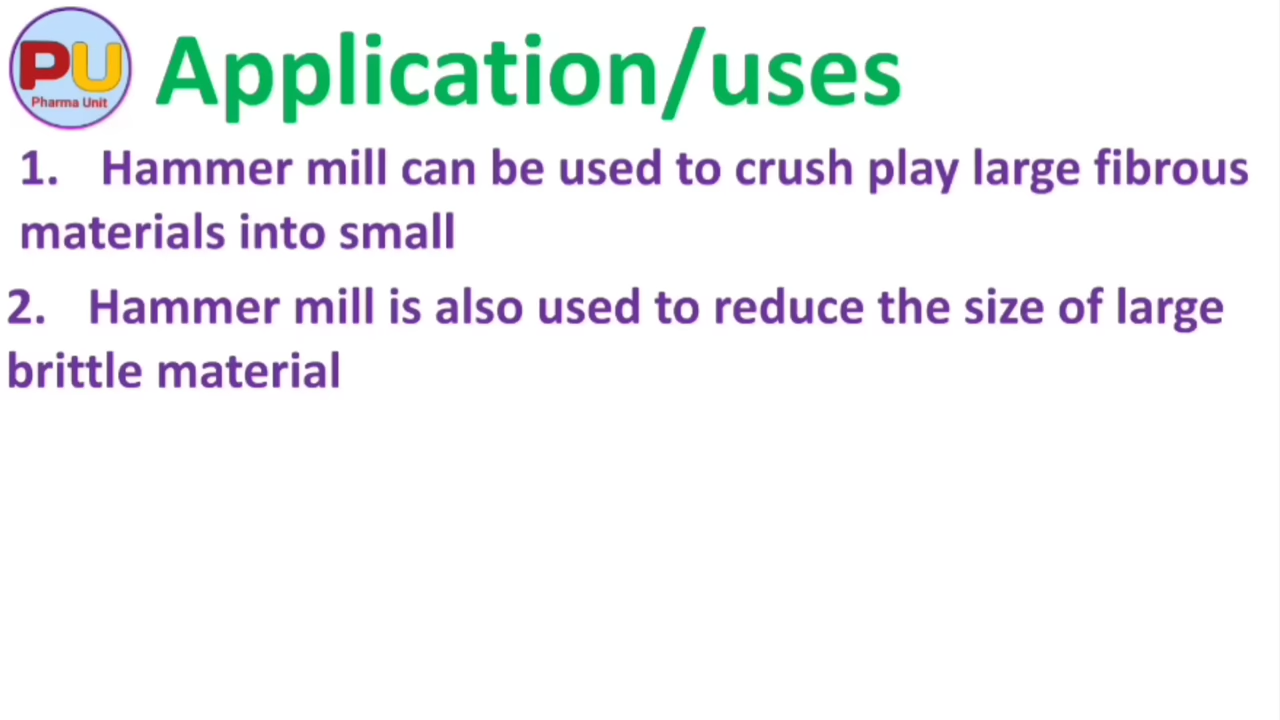 PU
Pharma Unit
Application/uses
1. Hammer mill can be used to crush play large fibrous
materials into small
2. Hammer mill is also used to reduce the size of large
brittle material